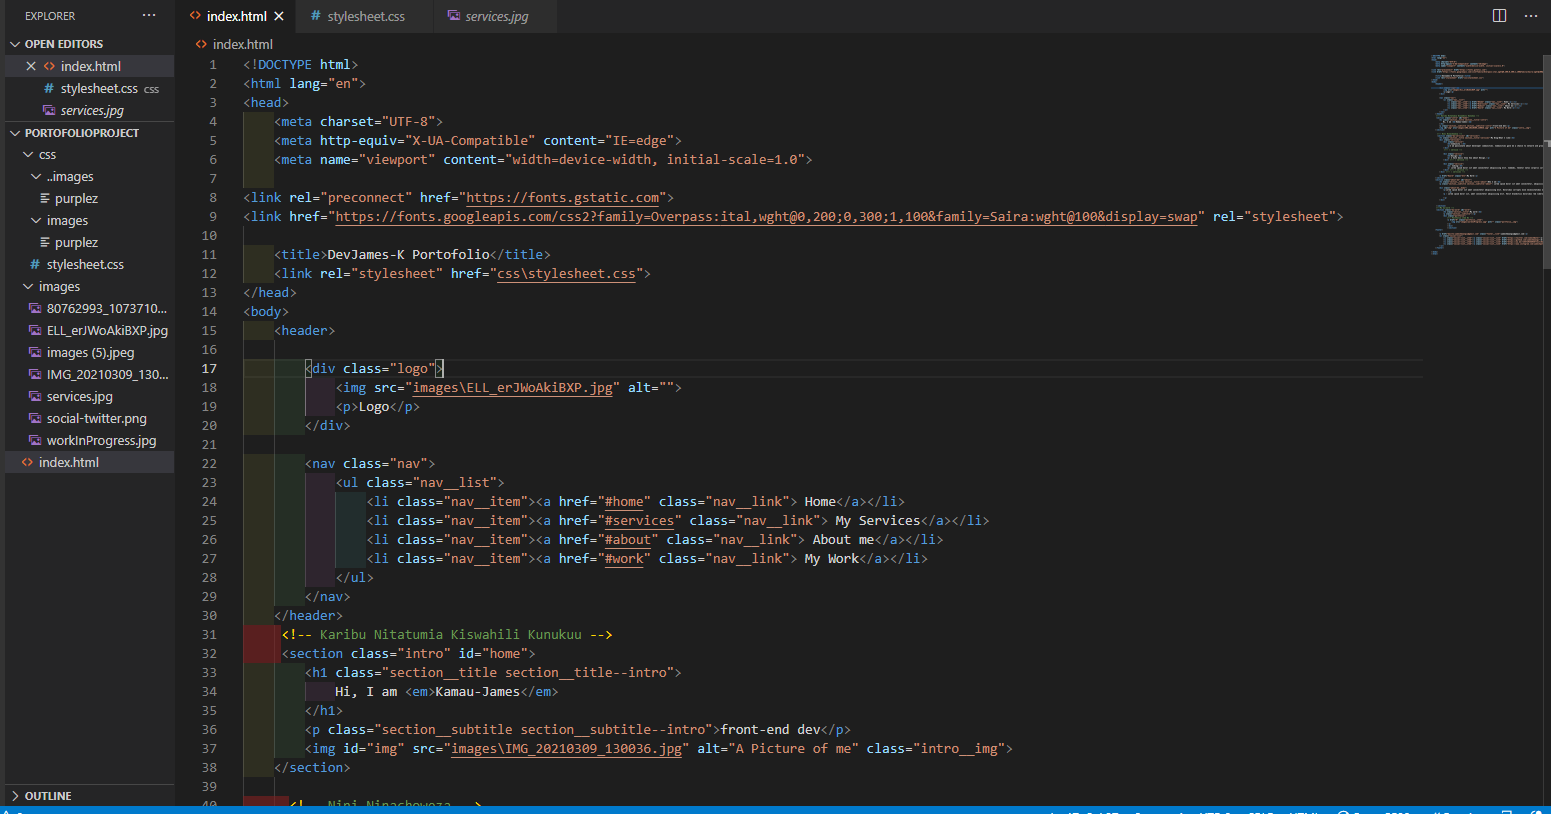 EXPLORER
OPEN EDITORS
index.html
stylesheet.css css
services.jpg
PORTOFOLIOPROJECT
css
..images
purplez
images
purplez
stylesheet.css
images
80762993_1073710...
ELL_erJWoAkiBXP.jpg
images (5).jpeg
IMG_20210309_130...
services.jpg
social-twitter.png
workInProgress.jpg
index.html
OUTLINE
index.html stylesheet.css services.jpg
index.html
1 <!DOCTYPE html>
2 <html lang="en">
3 <head>
4 <meta charset="UTF-8">
5 <meta http-equiv="X-UA-Compatible" content="IE=edge">
6 <meta name="viewport" content="width=device-width, initial-scale=1.0">
7
8 <link rel="preconnect" href="https://fonts.gstatic.com">
9 <link href="https://fonts.googleapis.com/css2?family=Overpass:ital,wght@0,200;0,300;1,100&family=Saira:wght@100&display=swap" rel="stylesheet">
10
11 <title>DevJames-K Portofolio</title>
12 <link rel="stylesheet" href="css\stylesheet.css">
13 </head>
14 <body>
15 <header>
16
17 <div class="logo">
18 <img src="images\ELL_erJWoAkiBXP.jpg" alt="">
19 <p>Logo</p>
20 </div>
21
22 <nav class="nav">
23 <ul class="nav__list">
24 <li class="nav__item"><a href="#home" class="nav__link"> Home</a></li>
25 <li class="nav__item"><a href="#services" class="nav__link"> My Services</a></li>
26 <li class="nav__item"><a href="#about" class="nav__link"> About me</a></li>
27 <li class="nav__item"><a href="#work" class="nav__link"> My Work</a></li>
28 </ul>
29 </nav>
30 </header>
31 <!-- Karibu Nitatumia Kiswahili Kunukuu -->
32 <section class="intro" id="home">
33 <h1 class="section__title section__title--intro">
34 Hi, I am <em>Kamau-James</em>
35 </h1>
36 <p class="section__subtitle section__subtitle--intro">front-end dev</p>
37 <img id="img" src="images\IMG_20210309_130036.jpg" alt="A Picture of me" class="intro__img">
38 </section>
39
40